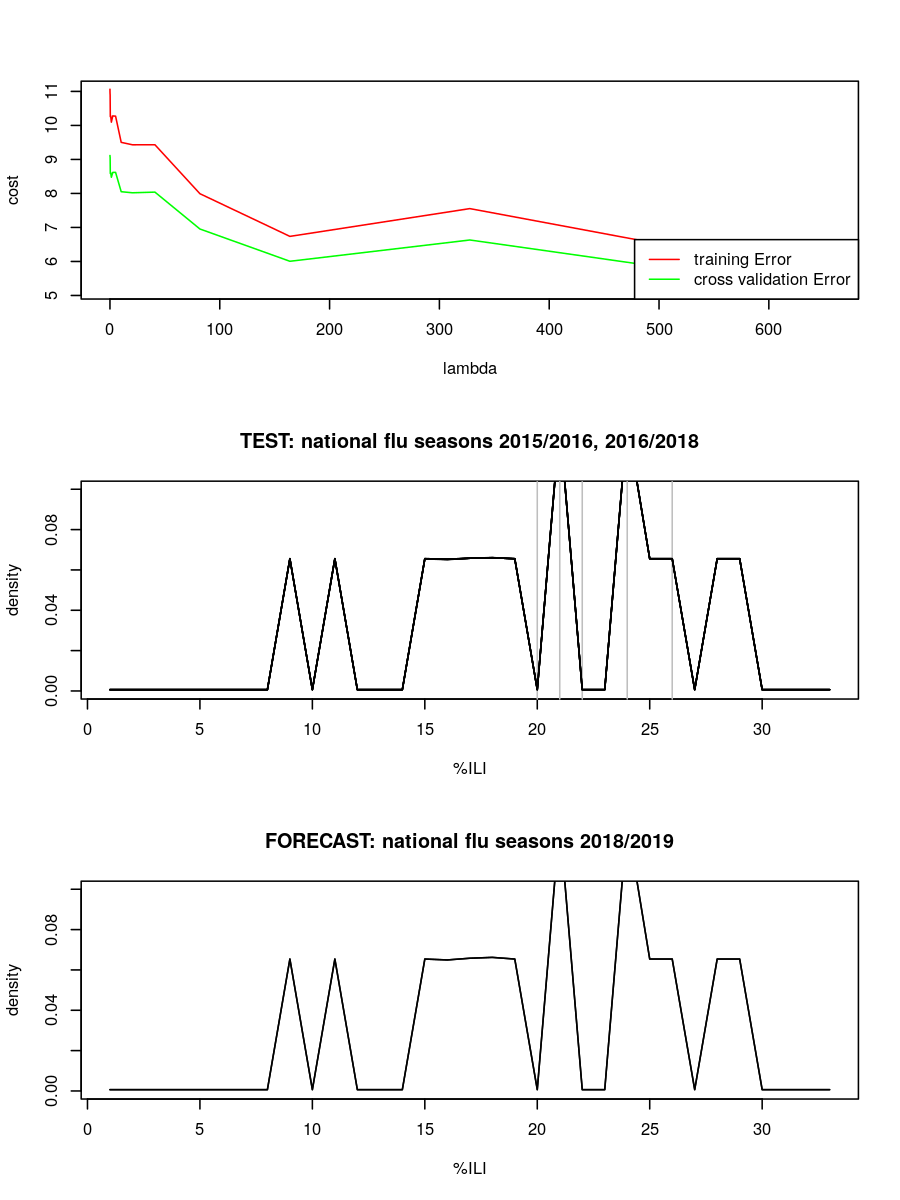 11
10
9
8
7
6
5
cost
training Error
cross validation Error
0 100 200 300 400 500 600
lambda
TEST: national flu seasons 2015/2016, 2016/2018
0.08
0.04
0.00
density
0 5 10 15 20 25 30
%ILI
FORECAST: national flu seasons 2018/2019
0.08
0.04
0.00
density
0 5 10 15 20 25 30
%ILI